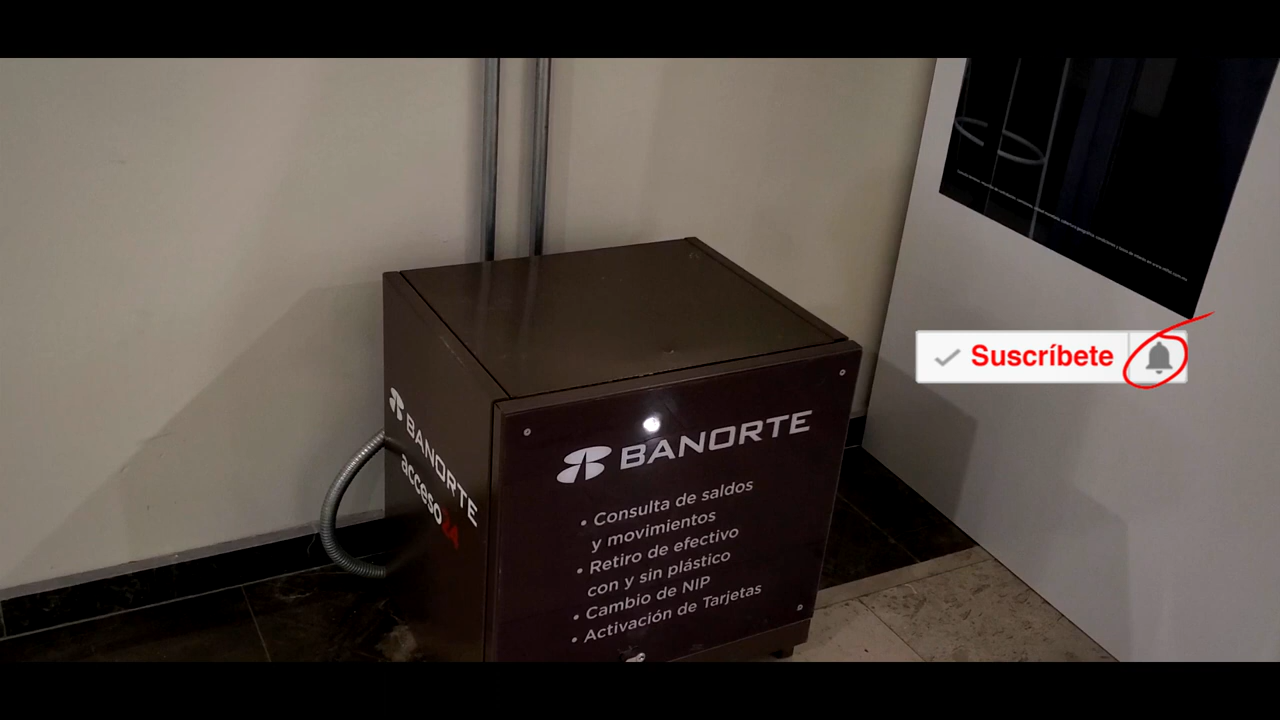 Suscríbete
BANORTE
acceso24
BANORTE
• Consulta de saldos
y movimientos
• Retiro de efectivo
con y sin plástico
• Cambio de NIP
• Activación de Tarjetas